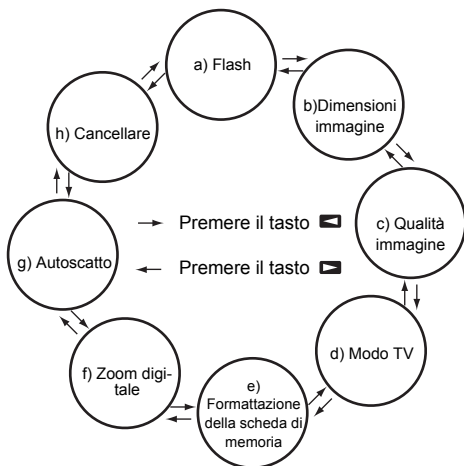 a) Flash
b)Dimensioni
immagine
c) Qualità
immagine
d) Modo TV
e)
Formattazione
della scheda di
memoria
f) Zoom digi-
tale
g) Autoscatto
h) Cancellare
Premere il tasto
Premere il tasto